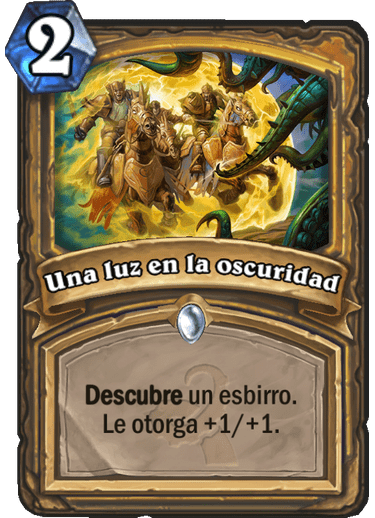 2
Una luz en la oscuridad
Descubre un esbirro.
Le otorga +1/+1.